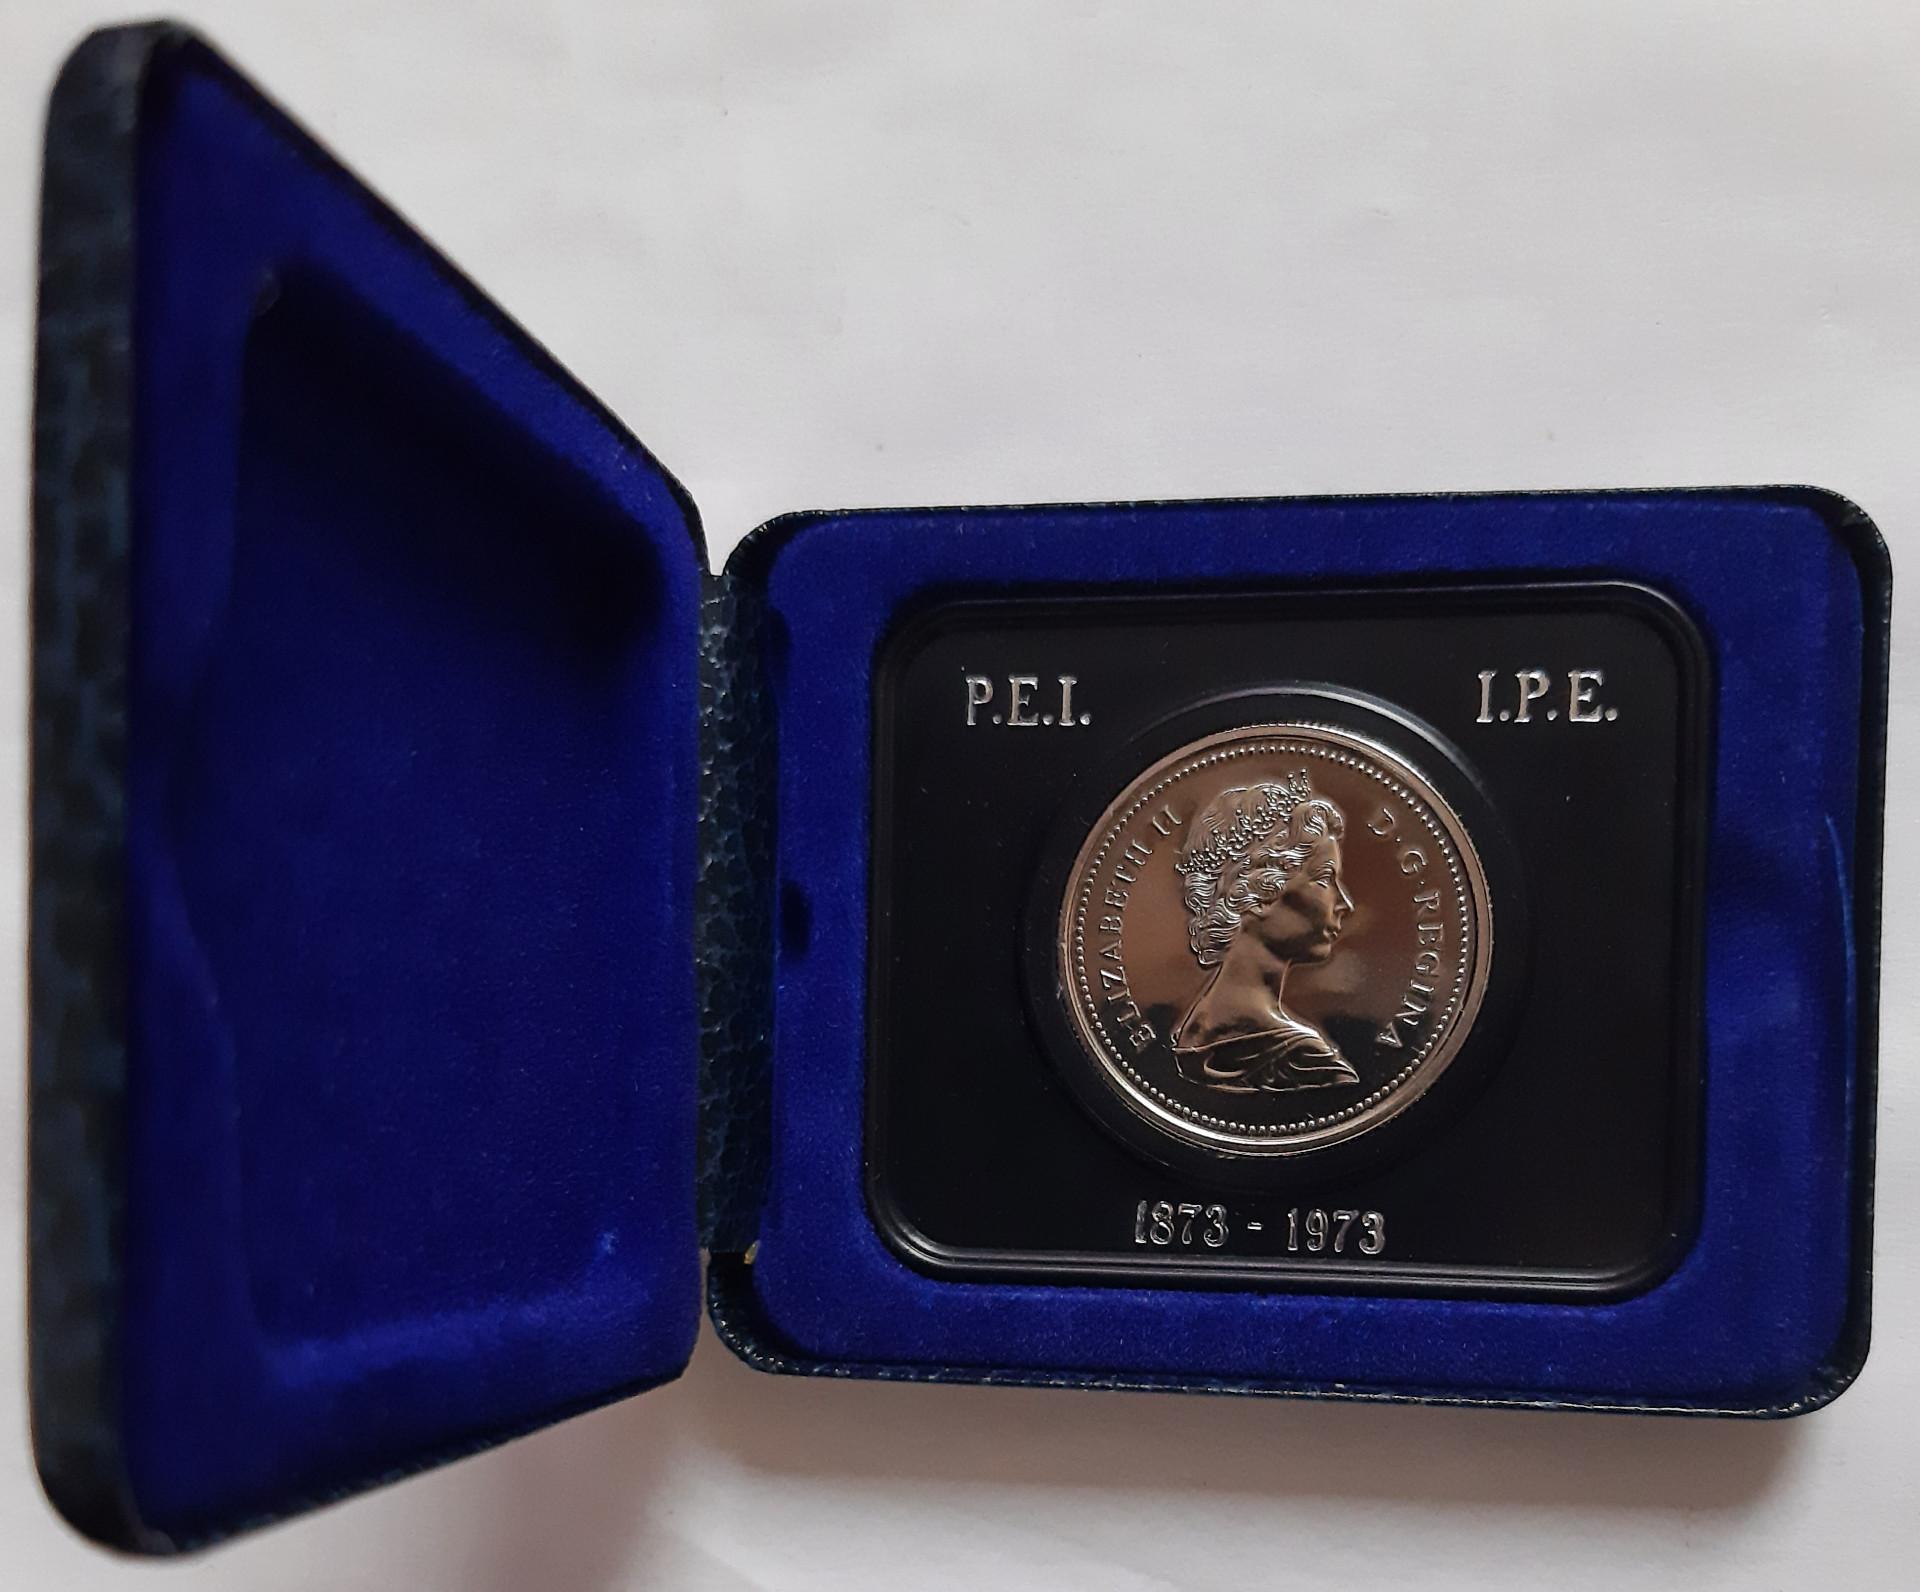 P.E.I. I.P.E.
ELIZABETH II D·G·REGINA
1873 - 1973